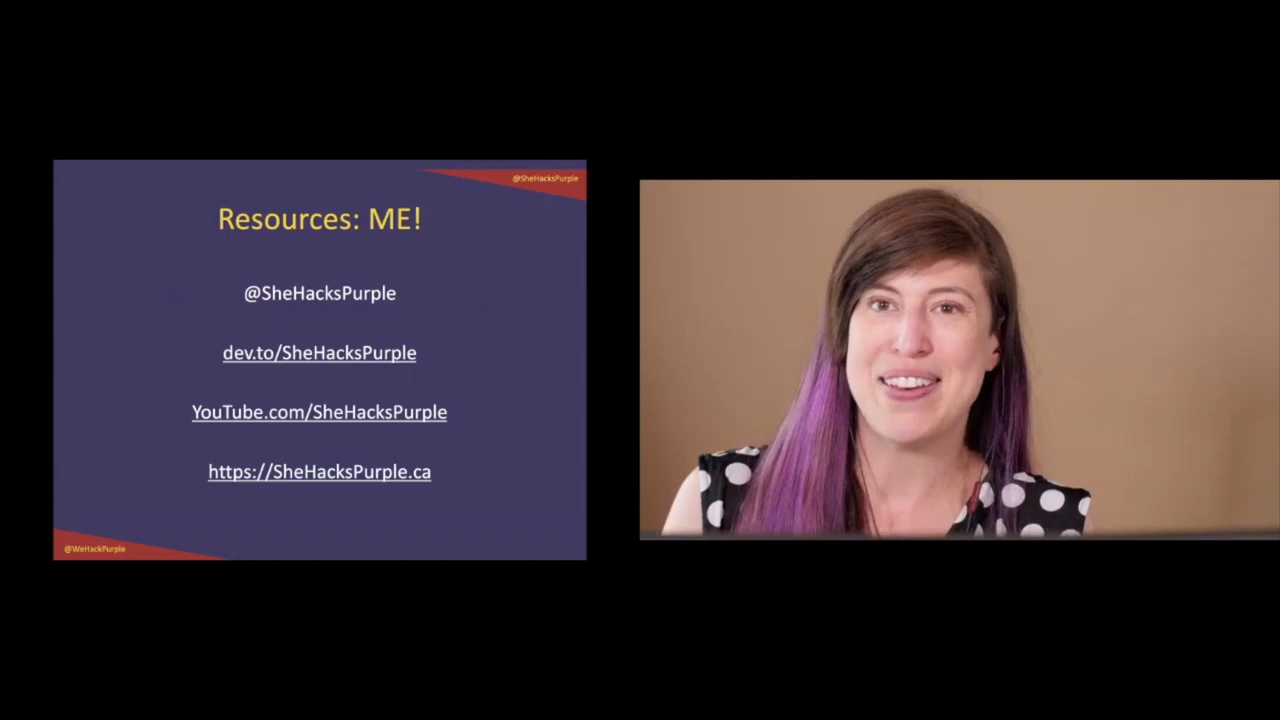 @SheHacksPurple
Resources: ME!
@SheHacksPurple
dev.to/SheHacksPurple
YouTube.com/SheHacksPurple
https://SheHacksPurple.ca
@WeHackPurple